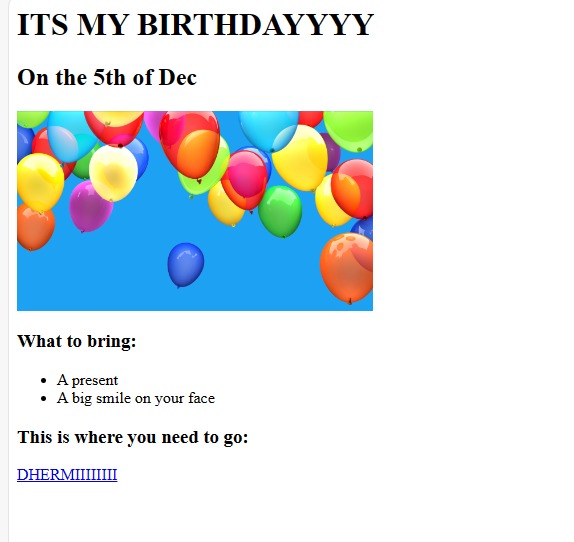 ITS MY BIRTHDAYYYY
On the 5th of Dec
What to bring:
A present
A big smile on your face
This is where you need to go:
DHERMIIIIIIII